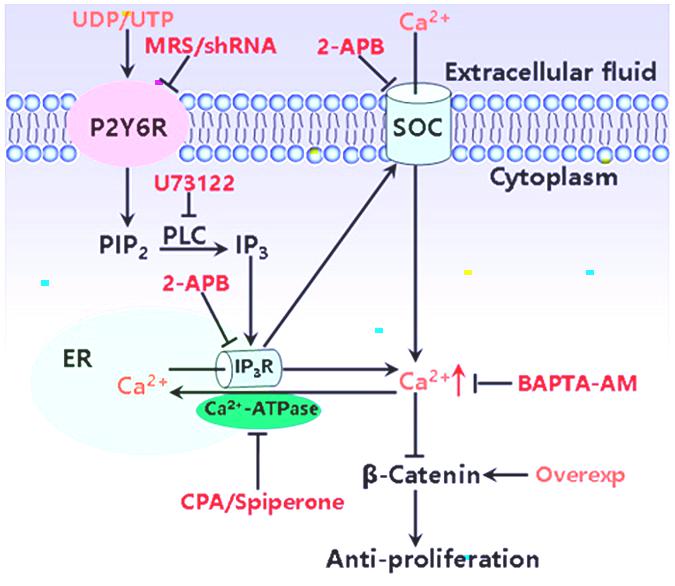 UDP/UTP
Ca²⁺
MRS/shRNA
2-APB
Extracellular fluid
P2Y6R
SOC
Cytoplasm
U73122
PIP₂
PLC
IP₃
2-APB
ER
IP₃R
Ca²⁺
Ca²⁺
BAPTA-AM
Ca²⁺-ATPase
CPA/Spiperone
β-Catenin
Overexp
Anti-proliferation